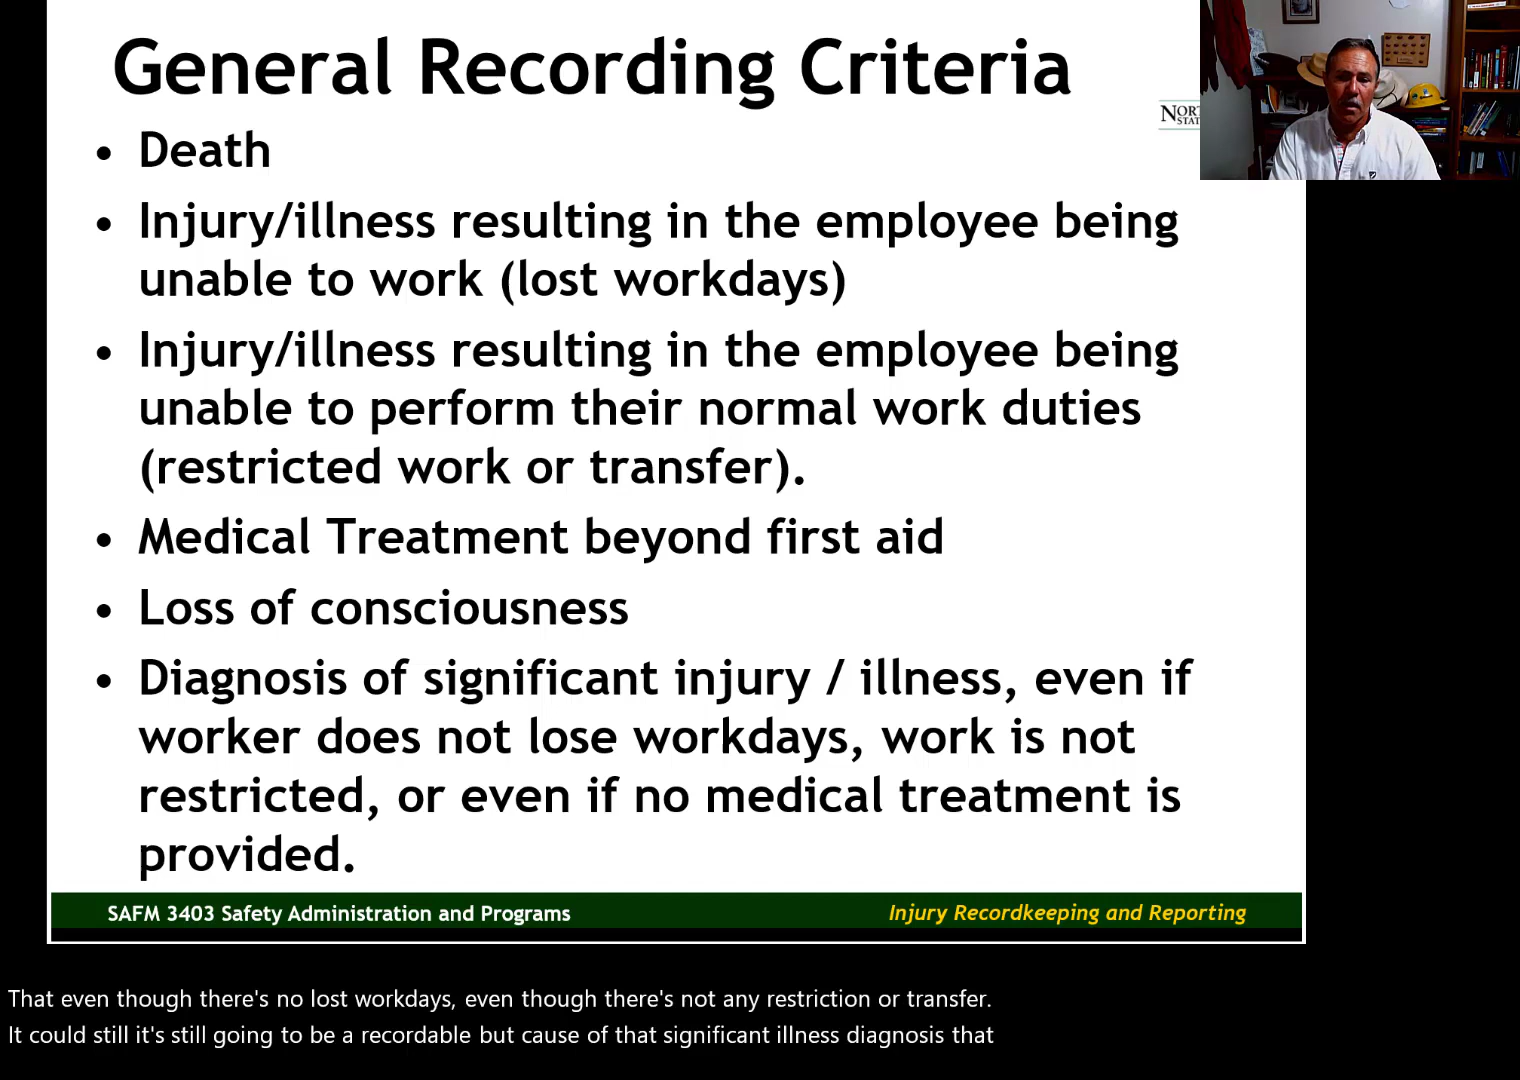 General Recording Criteria
• Death
• Injury/illness resulting in the employee being
unable to work (lost workdays)
• Injury/illness resulting in the employee being
unable to perform their normal work duties
(restricted work or transfer).
• Medical Treatment beyond first aid
• Loss of consciousness
• Diagnosis of significant injury / illness, even if
worker does not lose workdays, work is not
restricted, or even if no medical treatment is
provided.
SAFM 3403 Safety Administration and Programs
Injury Recordkeeping and Reporting
That even though there's no lost workdays, even though there's not any restriction or transfer.
It could still it's still going to be a recordable but cause of that significant illness diagnosis that